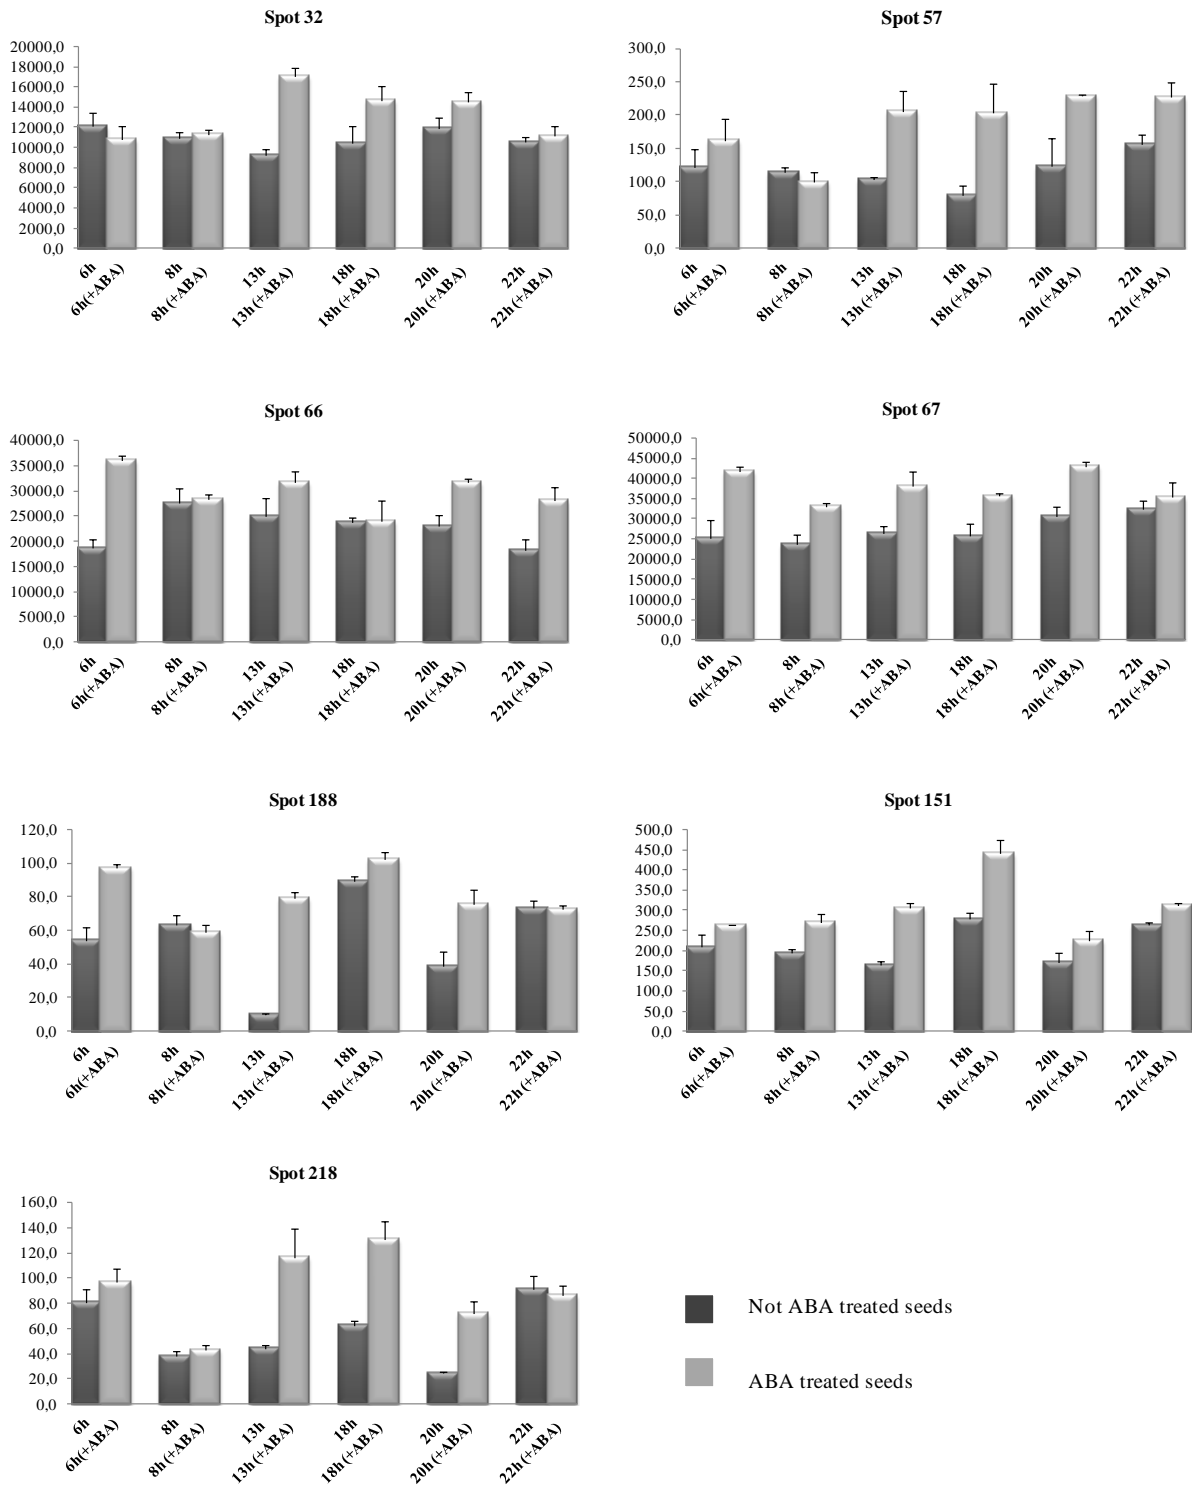 Spot 32
20000,0
18000,0
16000,0
14000,0
12000,0
10000,0
8000,0
6000,0
4000,0
2000,0
0,0
6h
6h(+ABA)
8h
8h (+ABA)
13h
13h (+ABA)
18h
18h (+ABA)
20h
20h (+ABA)
22h
22h (+ABA)
Spot 57
300,0
250,0
200,0
150,0
100,0
50,0
0,0
6h
6h(+ABA)
8h
8h (+ABA)
13h
13h (+ABA)
18h
18h (+ABA)
20h
20h (+ABA)
22h
22h (+ABA)
Spot 66
40000,0
35000,0
30000,0
25000,0
20000,0
15000,0
10000,0
5000,0
0,0
6h
6h(+ABA)
8h
8h (+ABA)
13h
13h (+ABA)
18h
18h (+ABA)
20h
20h (+ABA)
22h
22h (+ABA)
Spot 67
50000,0
45000,0
40000,0
35000,0
30000,0
25000,0
20000,0
15000,0
10000,0
5000,0
0,0
6h
6h(+ABA)
8h
8h (+ABA)
13h
13h (+ABA)
18h
18h (+ABA)
20h
20h (+ABA)
22h
22h (+ABA)
Spot 188
120,0
100,0
80,0
60,0
40,0
20,0
0,0
6h
6h(+ABA)
8h
8h (+ABA)
13h
13h (+ABA)
18h
18h (+ABA)
20h
20h (+ABA)
22h
22h (+ABA)
Spot 151
500,0
450,0
400,0
350,0
300,0
250,0
200,0
150,0
100,0
50,0
0,0
6h
6h(+ABA)
8h
8h (+ABA)
13h
13h (+ABA)
18h
18h (+ABA)
20h
20h (+ABA)
22h
22h (+ABA)
Spot 218
160,0
140,0
120,0
100,0
80,0
60,0
40,0
20,0
0,0
6h
6h(+ABA)
8h
8h (+ABA)
13h
13h (+ABA)
18h
18h (+ABA)
20h
20h (+ABA)
22h
22h (+ABA)
Not ABA treated seeds
ABA treated seeds